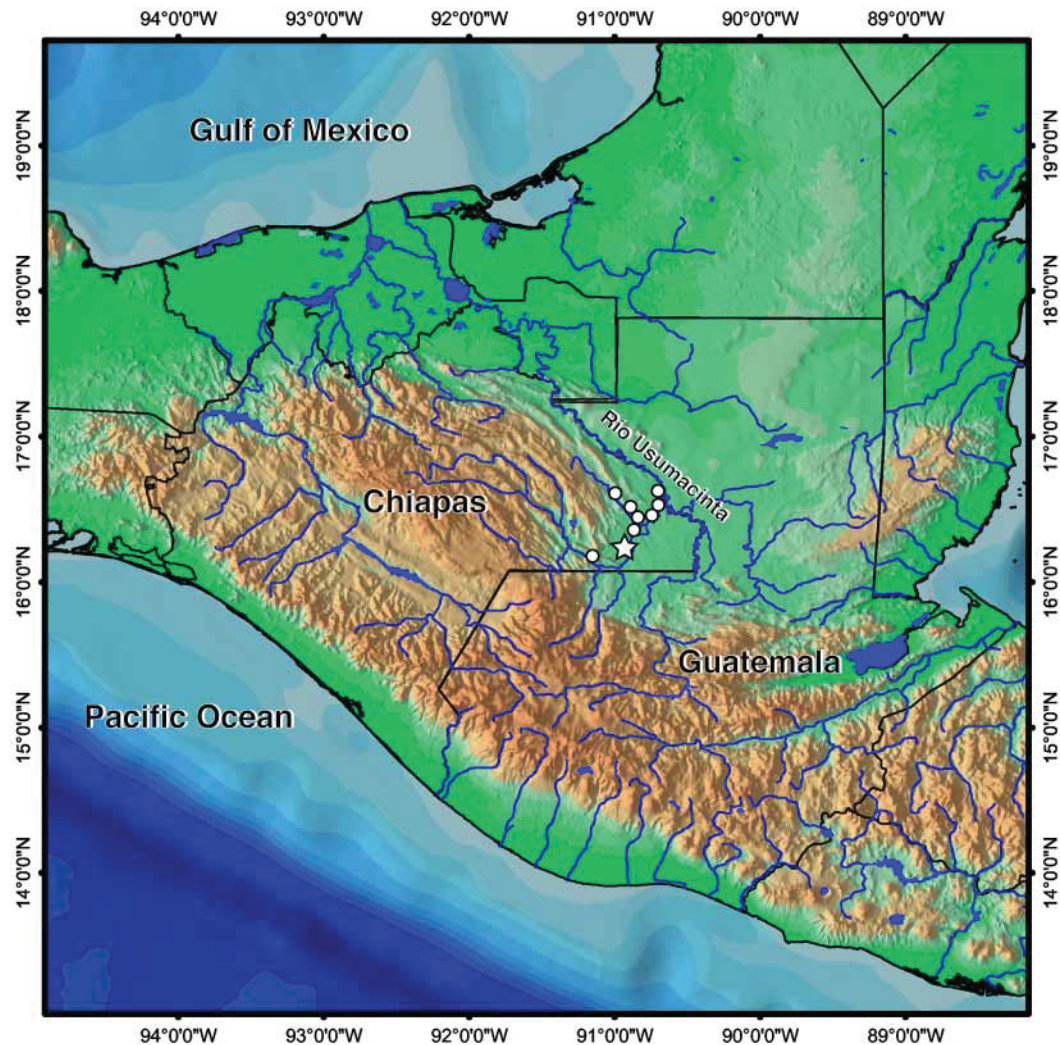 94°0'0"W 93°0'0"W 92°0'0"W 91°0'0"W 90°0'0"W 89°0'0"W
Gulf of Mexico
19°0'0"N 19°0'0"N
18°0'0"N 18°0'0"N
17°0'0"N 17°0'0"N
Río Usumacinta
Chiapas
16°0'0"N 16°0'0"N
Guatemala
Pacific Ocean
15°0'0"N 15°0'0"N
14°0'0"N 14°0'0"N
94°0'0"W 93°0'0"W 92°0'0"W 91°0'0"W 90°0'0"W 89°0'0"W